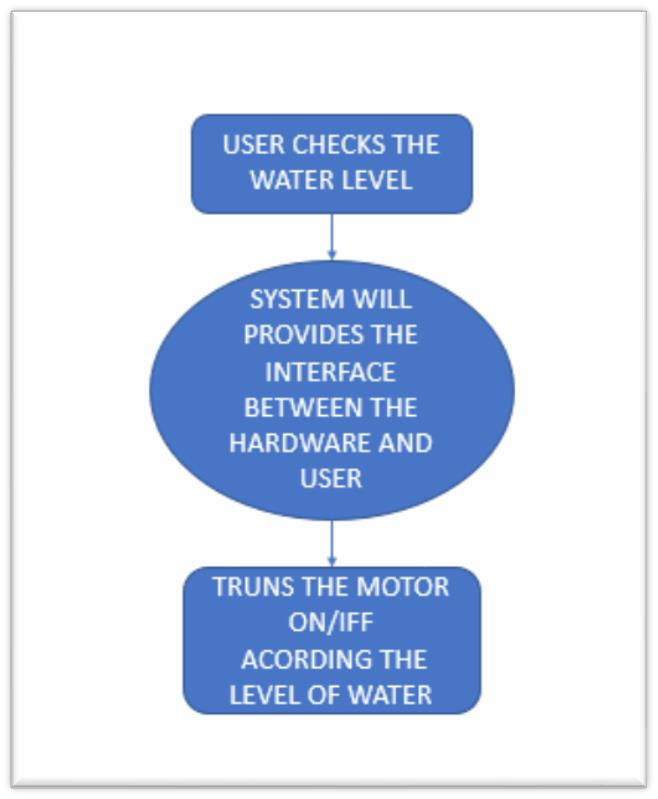 USER CHECKS THE
WATER LEVEL
SYSTEM WILL
PROVIDES THE
INTERFACE
BETWEEN THE
HARDWARE AND
USER
TRUNS THE MOTOR
ON/IFF
ACORDING THE
LEVEL OF WATER